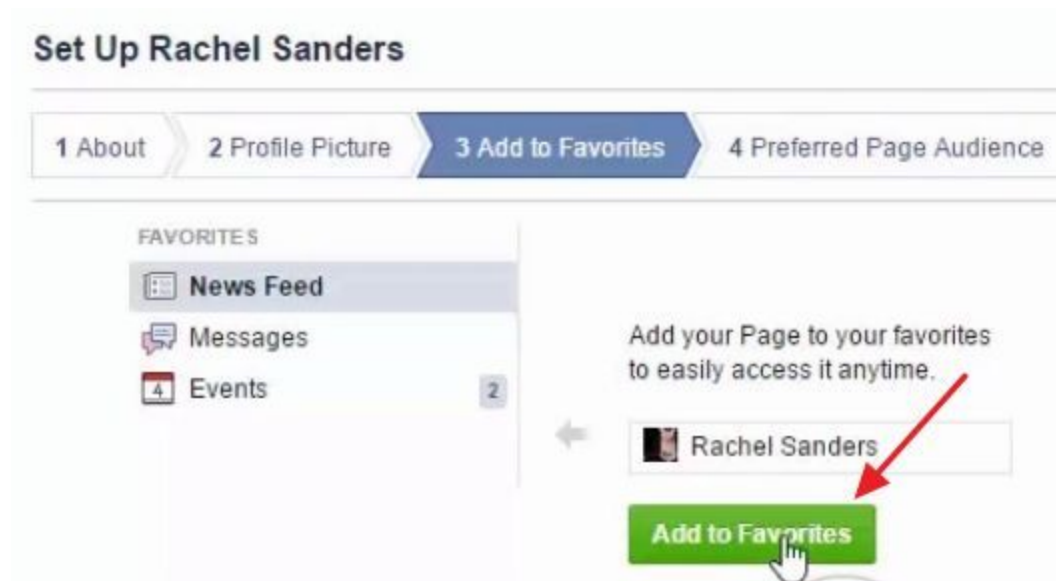 Set Up Rachel Sanders
1 About 2 Profile Picture 3 Add to Favorites 4 Preferred Page Audience
FAVORITES
News Feed
Messages
4 Events 2
Add your Page to your favorites
to easily access it anytime.
Rachel Sanders
Add to Favorites